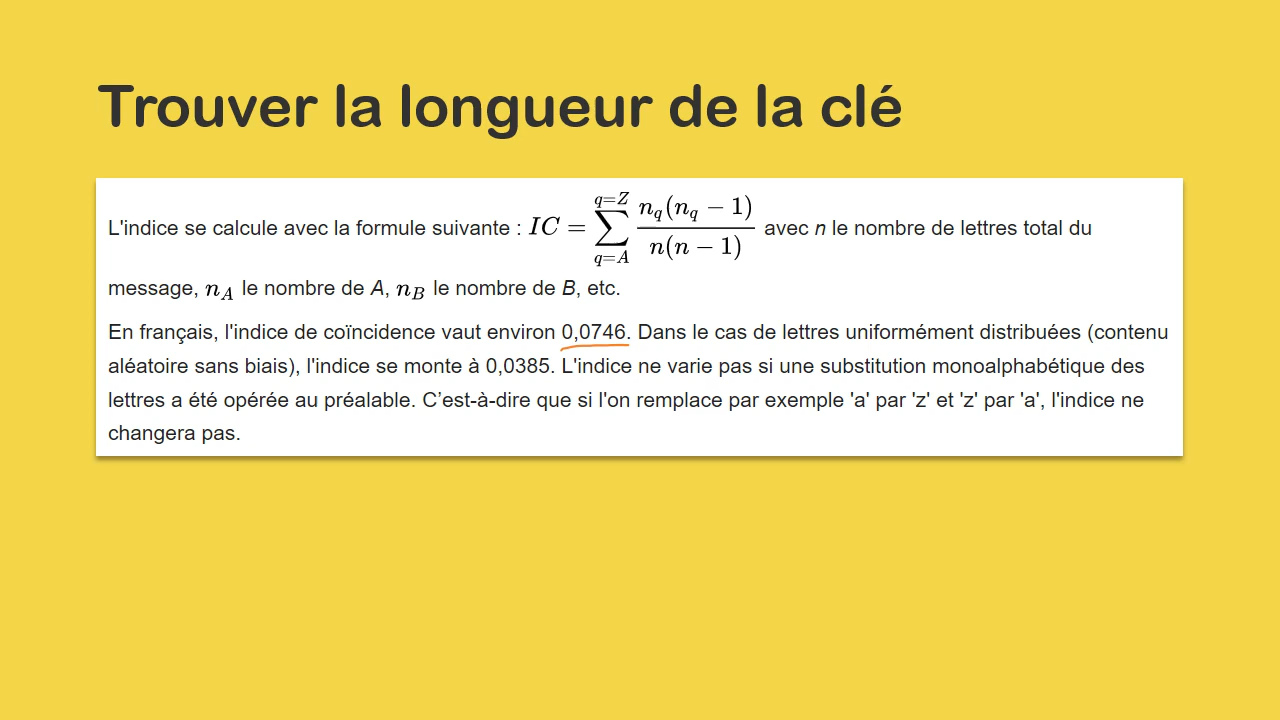 Trouver la longueur de la clé
L'indice se calcule avec la formule suivante : $IC = \sum_{q=A}^{q=Z} \frac{n_q(n_q - 1)}{n(n-1)}$ avec n le nombre de lettres total du
message, $n_A$ le nombre de A, $n_B$ le nombre de B, etc.
En français, l'indice de coïncidence vaut environ 0,0746. Dans le cas de lettres uniformément distribuées (contenu
aléatoire sans biais), l'indice se monte à 0,0385. L'indice ne varie pas si une substitution monoalphabétique des
lettres a été opérée au préalable. C’est-à-dire que si l'on remplace par exemple 'a' par 'z' et 'z' par 'a', l'indice ne
changera pas.